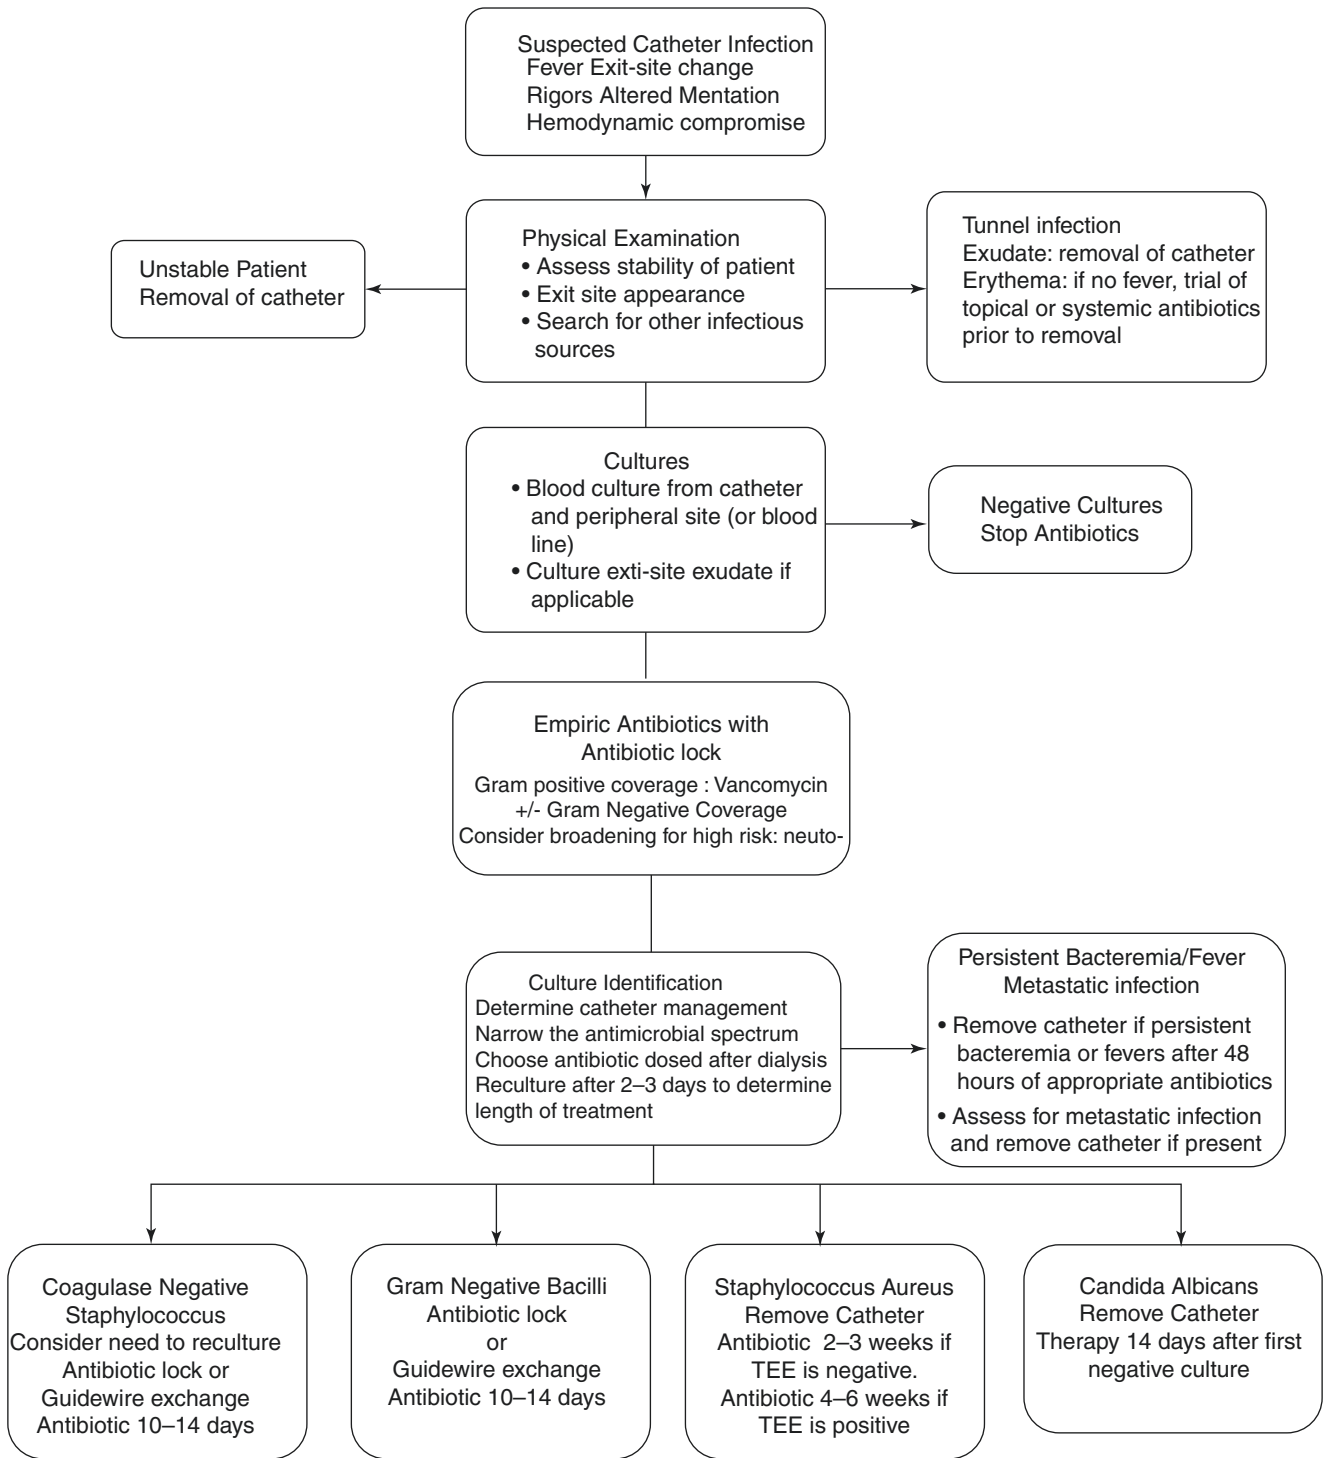 Suspected Catheter Infection
Fever Exit-site change
Rigors Altered Mentation
Hemodynamic compromise
Unstable Patient
Removal of catheter
Physical Examination
• Assess stability of patient
• Exit site appearance
• Search for other infectious
sources
Tunnel infection
Exudate: removal of catheter
Erythema: if no fever, trial of
topical or systemic antibiotics
prior to removal
Cultures
• Blood culture from catheter
and peripheral site (or blood
line)
• Culture exti-site exudate if
applicable
Negative Cultures
Stop Antibiotics
Empiric Antibiotics with
Antibiotic lock
Gram positive coverage : Vancomycin
+/- Gram Negative Coverage
Consider broadening for high risk: neuto-
Culture Identification
Determine catheter management
Narrow the antimicrobial spectrum
Choose antibiotic dosed after dialysis
Reculture after 2–3 days to determine
length of treatment
Persistent Bacteremia/Fever
Metastatic infection
• Remove catheter if persistent
bacteremia or fevers after 48
hours of appropriate antibiotics
• Assess for metastatic infection
and remove catheter if present
Coagulase Negative
Staphylococcus
Consider need to reculture
Antibiotic lock or
Guidewire exchange
Antibiotic 10–14 days
Gram Negative Bacilli
Antibiotic lock
or
Guidewire exchange
Antibiotic 10–14 days
Staphylococcus Aureus
Remove Catheter
Antibiotic 2–3 weeks if
TEE is negative.
Antibiotic 4–6 weeks if
TEE is positive
Candida Albicans
Remove Catheter
Therapy 14 days after first
negative culture